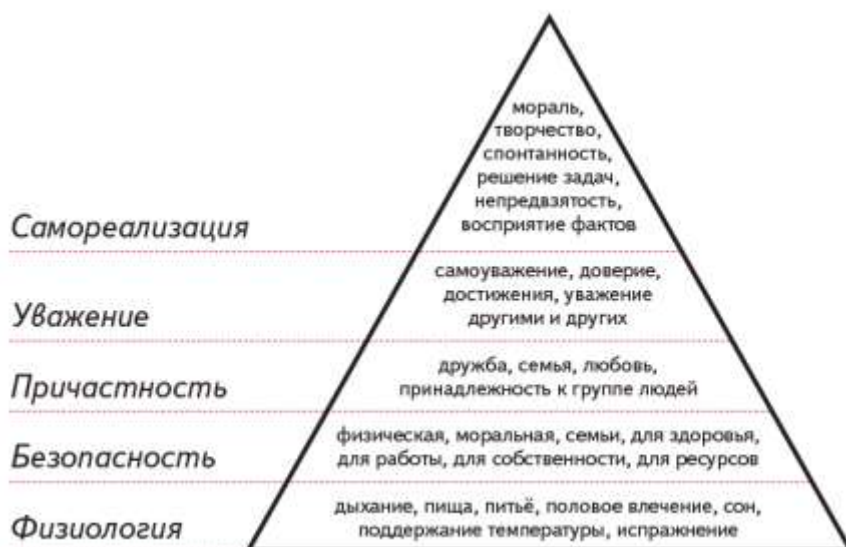 мораль,
творчество,
спонтанность,
решение задач,
непредвзятость,
восприятие фактов
Самореализация
самоуважение, доверие,
достижения, уважение
другими и других
Уважение
дружба, семья, любовь,
принадлежность к группе людей
Причастность
физическая, моральная, семьи, для здоровья,
для работы, для собственности, для ресурсов
Безопасность
дыхание, пища, питьё, половое влечение, сон,
поддержание температуры, испражнение
Физиология